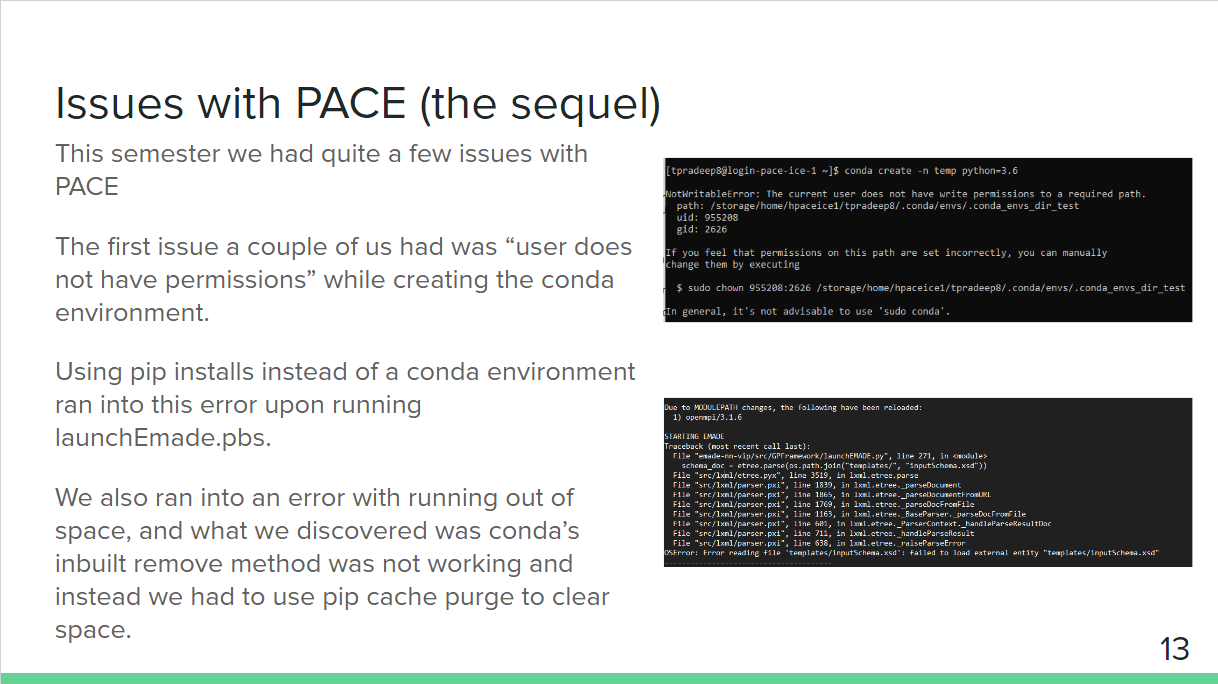 Issues with PACE (the sequel)
This semester we had quite a few issues with
PACE
The first issue a couple of us had was “user does
not have permissions” while creating the conda
environment.
Using pip installs instead of a conda environment
ran into this error upon running
launchEmade.pbs.
We also ran into an error with running out of
space, and what we discovered was conda’s
inbuilt remove method was not working and
instead we had to use pip cache purge to clear
space.
[tpradeep8@login-pace-ice-1 ~]$ conda create -n temp python=3.6
NotWritableError: The current user does not have write permissions to a required path.
path: /storage/home/hpaceice1/tpradeep8/.conda/envs/.conda_envs_dir_test
uid: 955208
gid: 2626
If you feel that permissions on this path are set incorrectly, you can manually
change them by executing
$ sudo chown 955208:2626 /storage/home/hpaceice1/tpradeep8/.conda/envs/.conda_envs_dir_test
In general, it's not advisable to use 'sudo conda'.
Due to MODULEPATH changes, the following have been reloaded:
1) openmpi/3.1.6
STARTING EMADE
Traceback (most recent call last):
File "emade-nn-vip/src/GPFramework/launchEMADE.py", line 271, in <module>
schema_doc = etree.parse(os.path.join("templates/", "inputSchema.xsd"))
File "src/lxml/etree.pyx", line 3519, in lxml.etree.parse
File "src/lxml/parser.pxi", line 1839, in lxml.etree._parseDocument
File "src/lxml/parser.pxi", line 1865, in lxml.etree._parseDocumentFromURL
File "src/lxml/parser.pxi", line 1769, in lxml.etree._parseDocFromFile
File "src/lxml/parser.pxi", line 1163, in lxml.etree._BaseParser._parseDocFromFile
File "src/lxml/parser.pxi", line 601, in lxml.etree._ParserContext._handleParseResultDoc
File "src/lxml/parser.pxi", line 711, in lxml.etree._handleParseResult
File "src/lxml/parser.pxi", line 638, in lxml.etree._raiseParseError
OSError: Error reading file 'templates/inputSchema.xsd': failed to load external entity "templates/inputSchema.xsd"
13